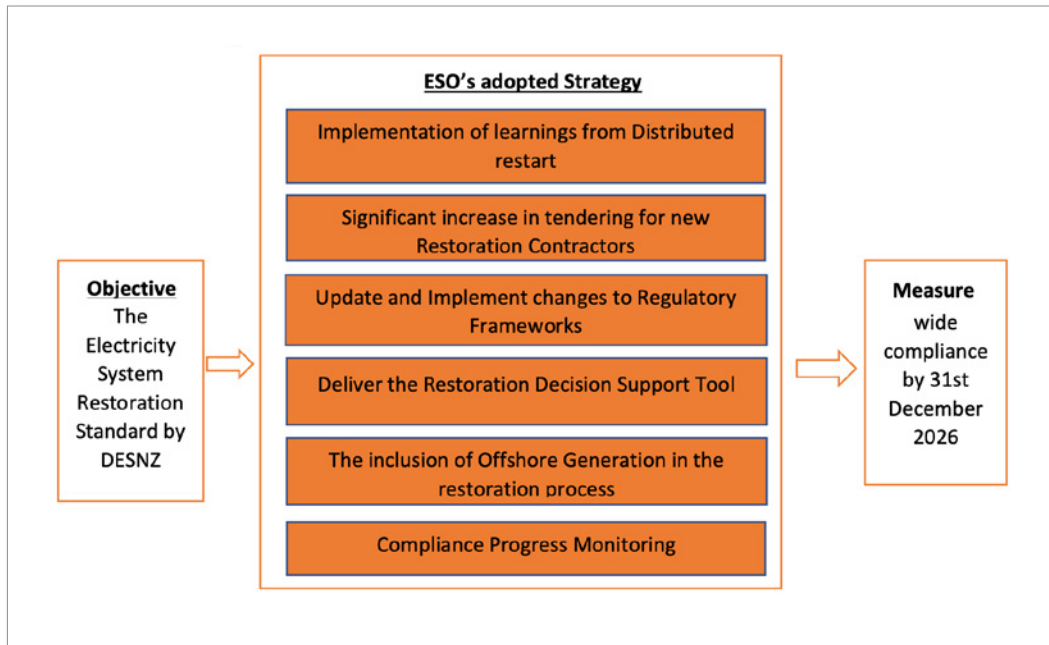 Objective
The
Electricity
System
Restoration
Standard by
DESNZ
ESO's adopted Strategy
Implementation of learnings from Distributed
restart
Significant increase in tendering for new
Restoration Contractors
Update and Implement changes to Regulatory
Frameworks
Deliver the Restoration Decision Support Tool
The inclusion of Offshore Generation in the
restoration process
Compliance Progress Monitoring
Measure
wide
compliance
by 31st
December
2026